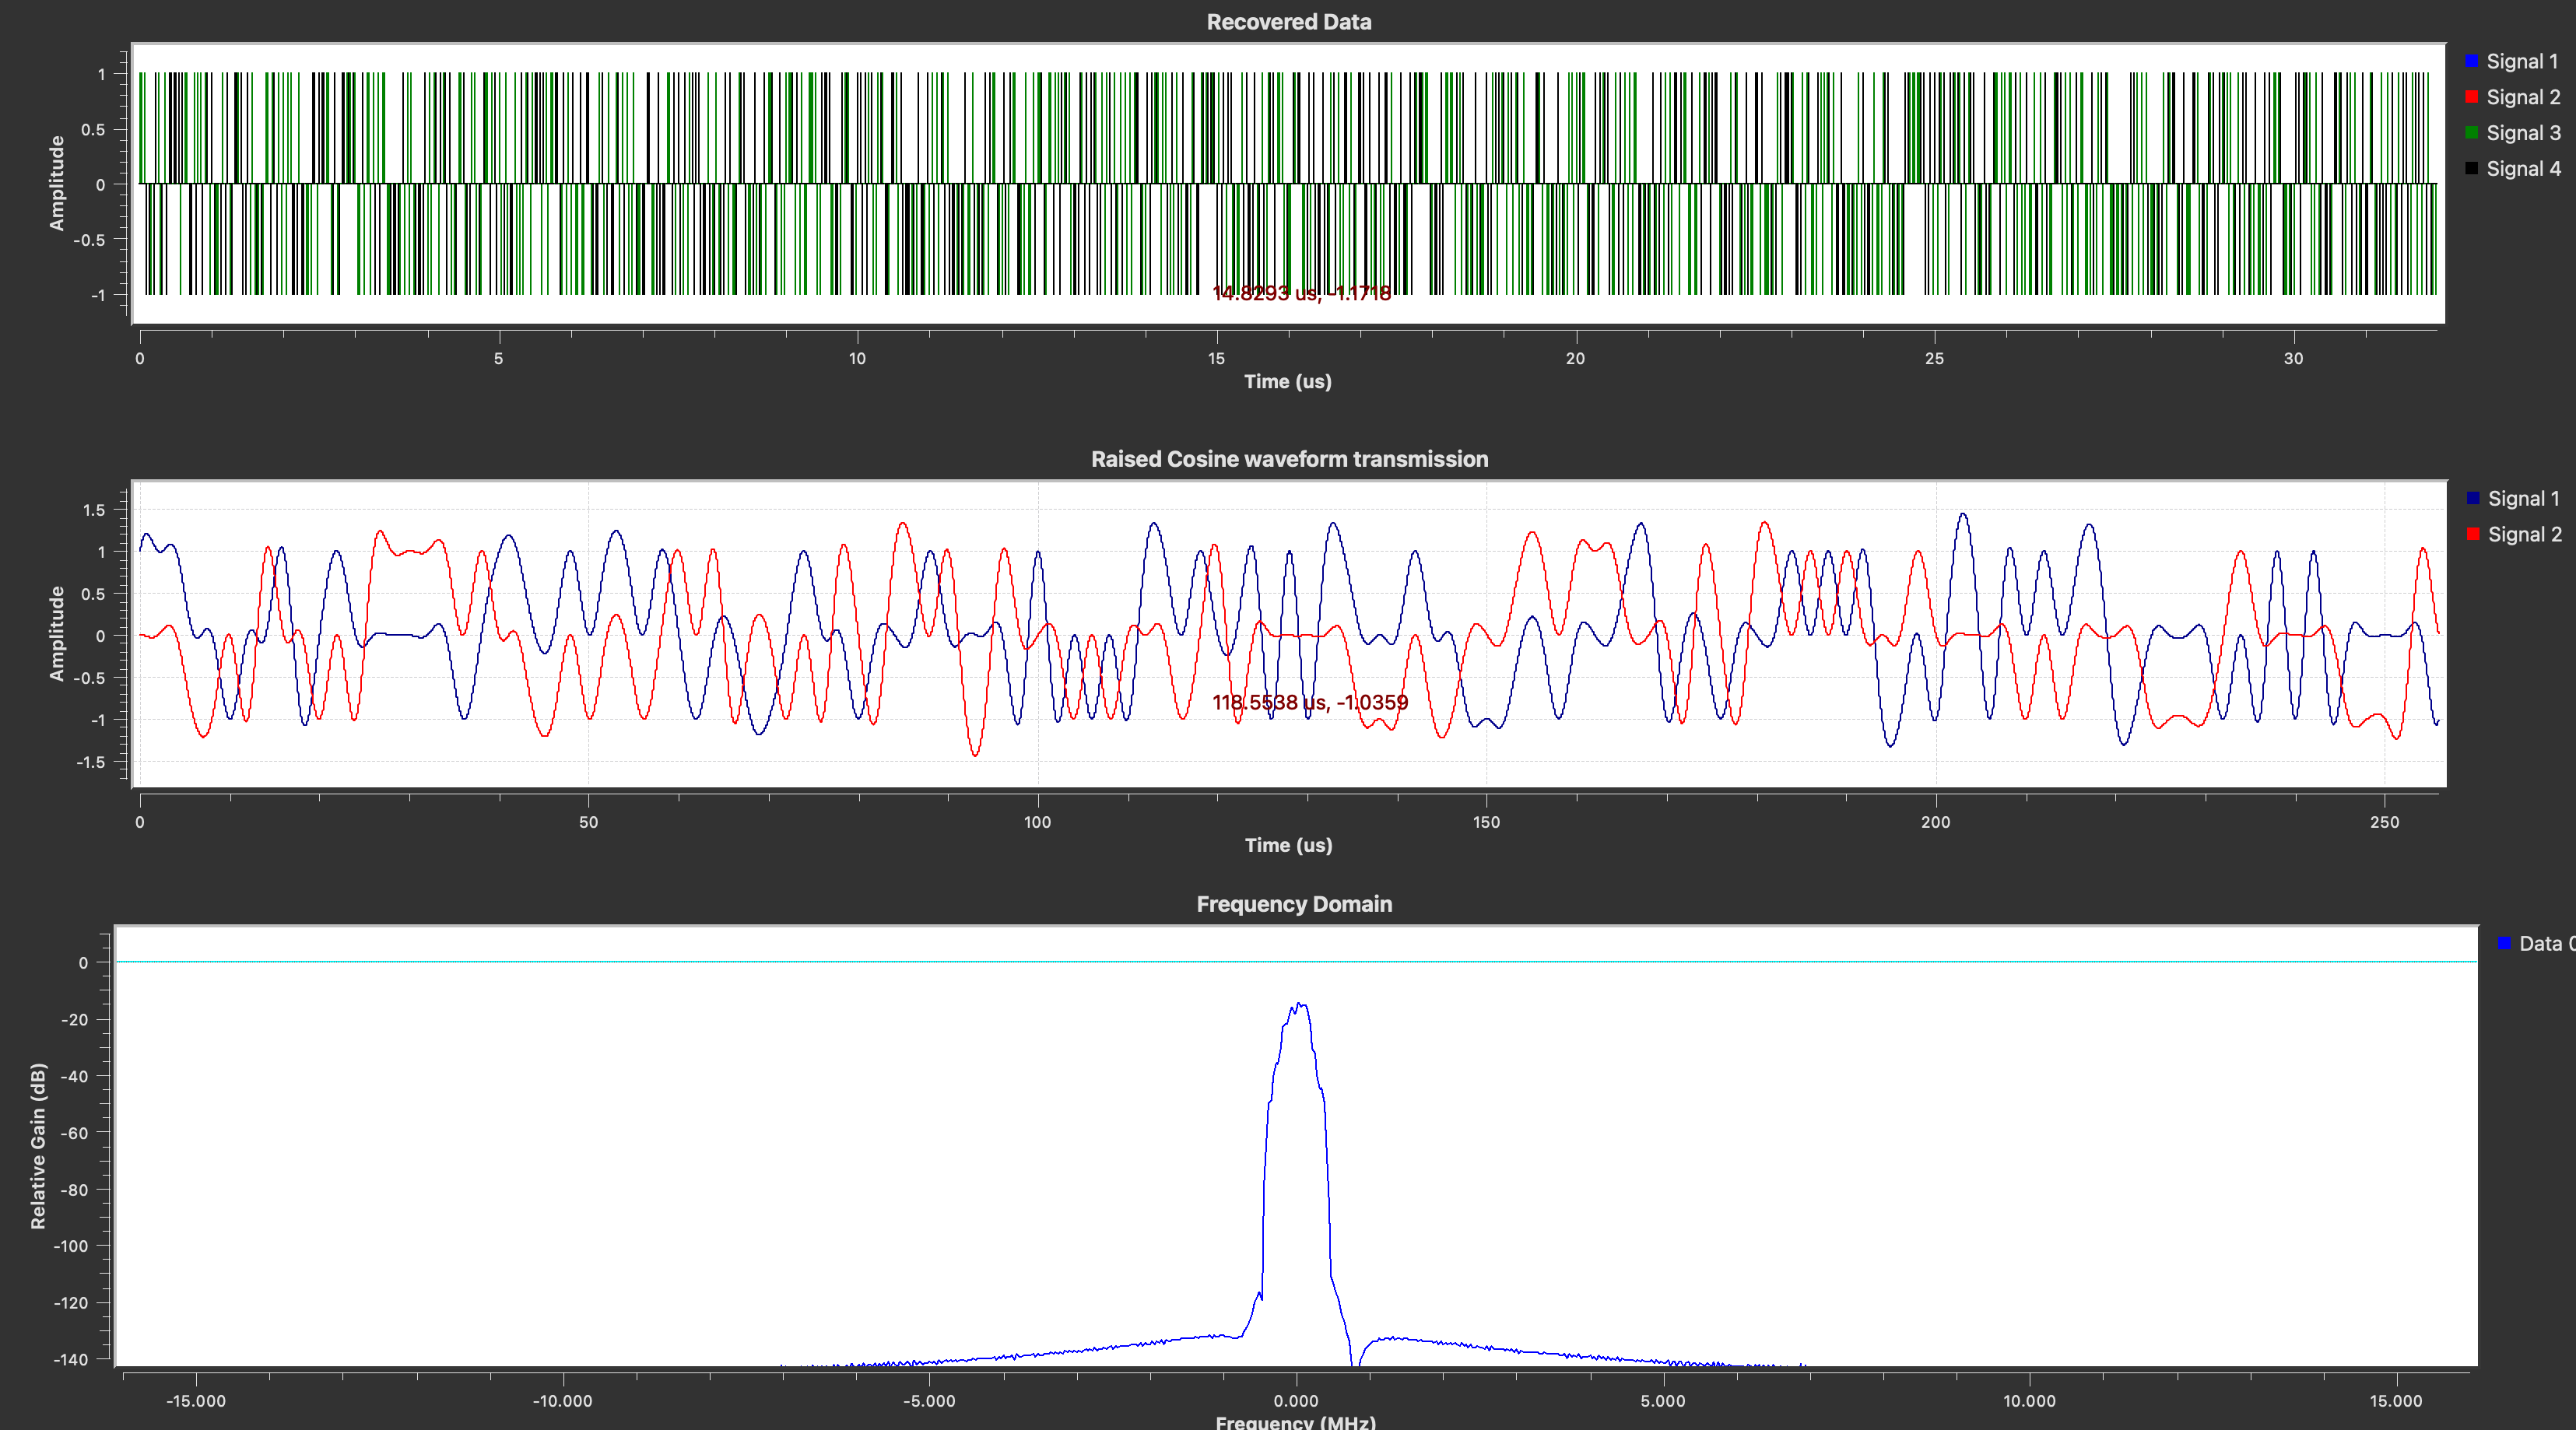 Recovered Data
Signal 1
Signal 2
Signal 3
Signal 4
Amplitude
1
0.5
0
-0.5
-1
14.8293 us, -1.1718
0 5 10 15 20 25 30
Time (us)
Raised Cosine waveform transmission
Signal 1
Signal 2
Amplitude
1.5
1
0.5
0
-0.5
-1
-1.5
118.5538 us, -1.0359
0 50 100 150 200 250
Time (us)
Frequency Domain
Data 0
Relative Gain (dB)
0
-20
-40
-60
-80
-100
-120
-140
-15.000 -10.000 -5.000 0.000 5.000 10.000 15.000
Frequency (MHz)